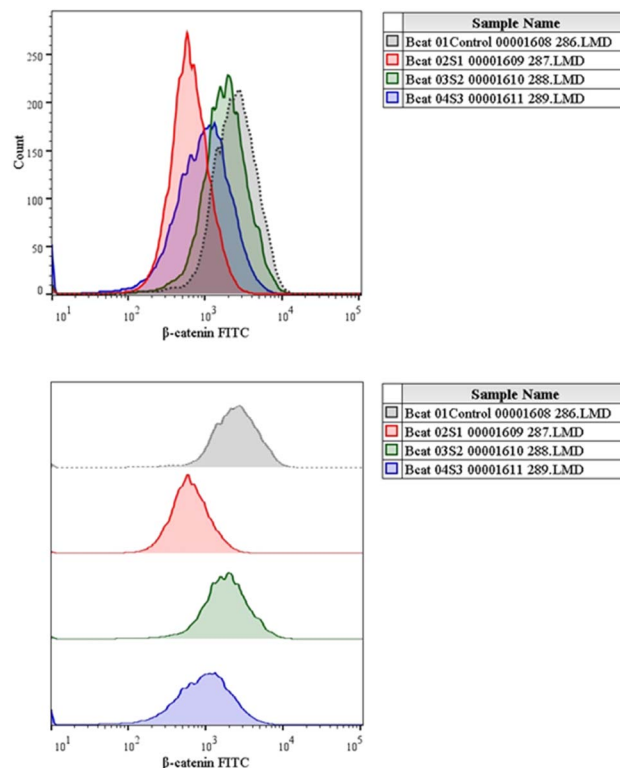 250
200
150
100
50
0
Count
10¹ 10² 10³ 10⁴ 10⁵
β-catenin FITC
Sample Name
Bcat 01Control 00001608 286.LMD
Bcat 02S1 00001609 287.LMD
Bcat 03S2 00001610 288.LMD
Bcat 04S3 00001611 289.LMD
Sample Name
Bcat 01Control 00001608 286.LMD
Bcat 02S1 00001609 287.LMD
Bcat 03S2 00001610 288.LMD
Bcat 04S3 00001611 289.LMD
10¹ 10² 10³ 10⁴ 10⁵
β-catenin FITC